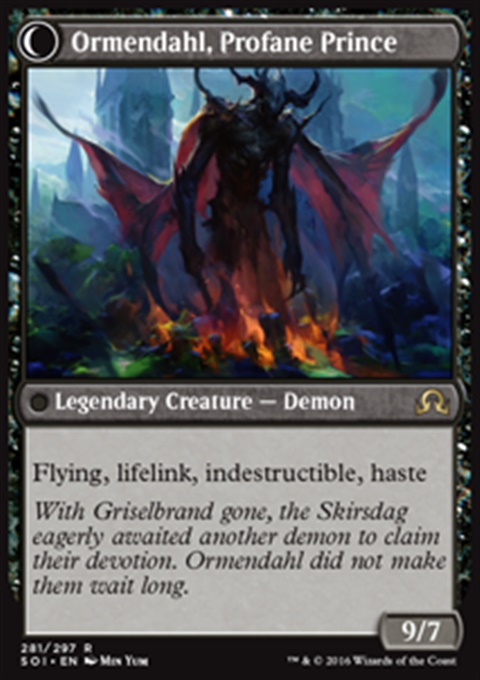 Ormendahl, Profane Prince
Legendary Creature — Demon
Flying, lifelink, indestructible, haste
With Griselbrand gone, the Skirsdag
eagerly awaited another demon to claim
their devotion. Ormendahl did not make
them wait long.
9/7
281/297 R
SOI • EN Min Yum
™ & © 2016 Wizards of the Coast